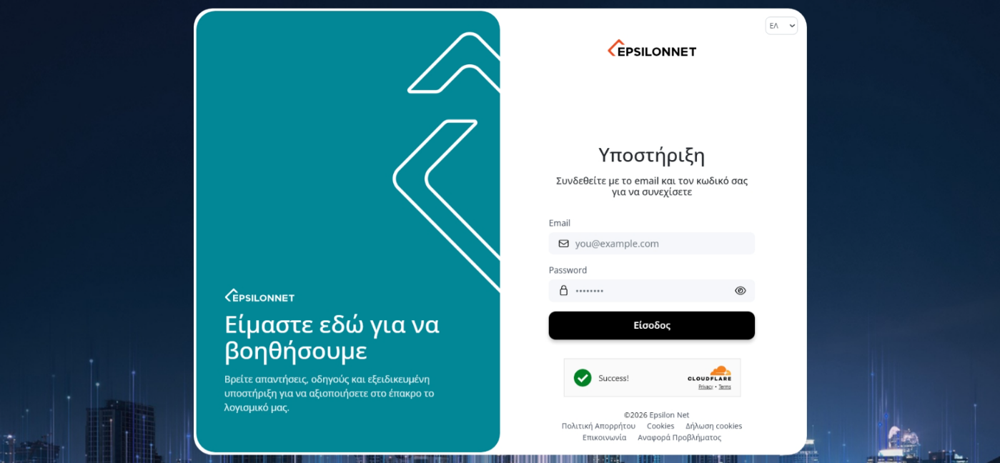 EPSILONNET
Είμαστε εδώ για να
βοηθήσουμε
Βρείτε απαντήσεις, οδηγούς και εξειδικευμένη
υποστήριξη για να αξιοποιήσετε στο έπακρο το
λογισμικό μας.
ΕΛ
EPSILONNET
Υποστήριξη
Συνδεθείτε με το email και τον κωδικό σας
για να συνεχίσετε
Email
you@example.com
Password
Είσοδος
Success!
CLOUDFLARE
Privacy • Terms
©2026 Epsilon Net
Πολιτική Απορρήτου Cookies Δήλωση cookies
Επικοινωνία Αναφορά Προβλήματος